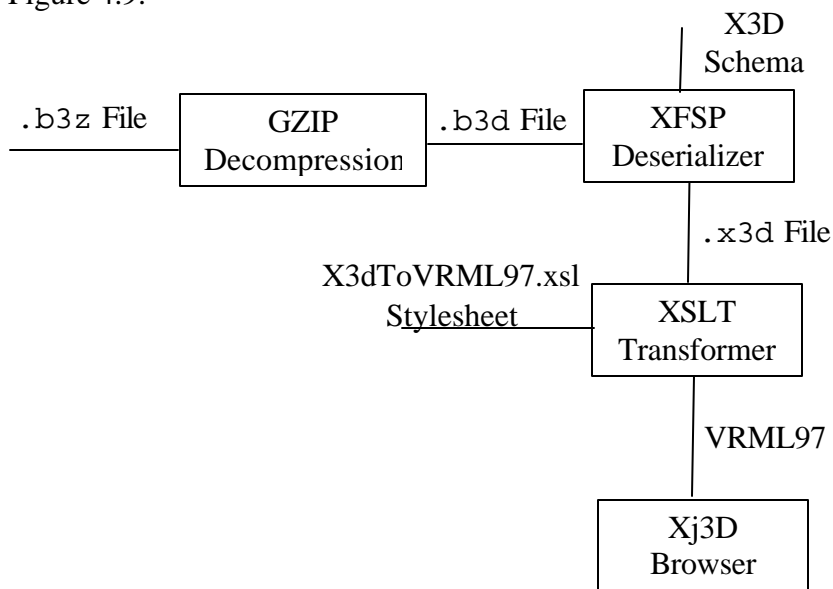 Figure 4.9.
X3D
Schema
.b3z File
GZIP
Decompression
.b3d File
XFSP
Deserializer
.x3d File
X3dToVRML97.xsl
Stylesheet
XSLT
Transformer
VRML97
Xj3D
Browser